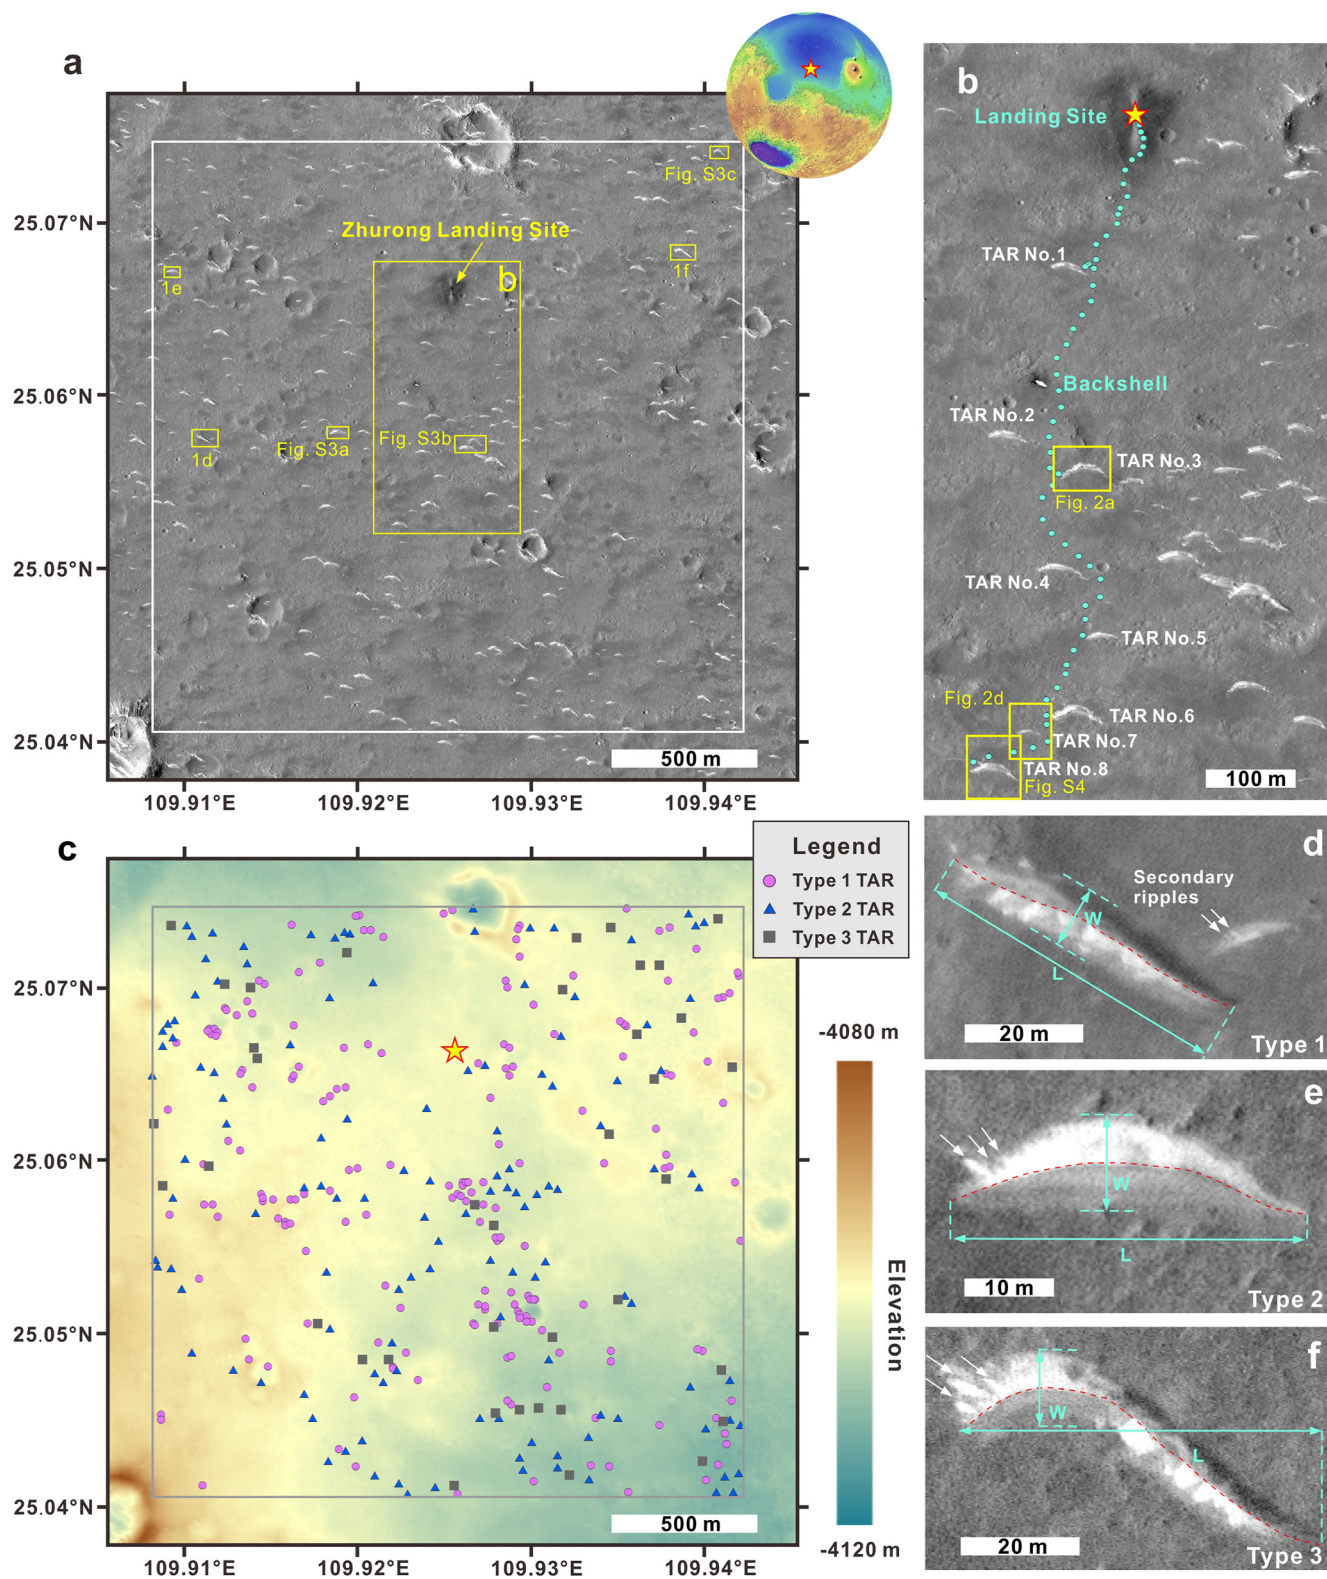 a
Fig. S3c
25.07°N
Zhurong Landing Site
1e
1f
b
25.06°N
1d
Fig. S3a
Fig. S3b
25.05°N
25.04°N
500 m
109.91°E
109.92°E
109.93°E
109.94°E
b
Landing Site
TAR No.1
Backshell
TAR No.2
TAR No.3
Fig. 2a
TAR No.4
TAR No.5
Fig. 2d
TAR No.6
TAR No.7
TAR No.8
Fig. S4
100 m
c
Legend
Type 1 TAR
Type 2 TAR
Type 3 TAR
25.07°N
25.06°N
25.05°N
25.04°N
500 m
109.91°E
109.92°E
109.93°E
109.94°E
-4080 m
Elevation
-4120 m
d
Secondary
ripples
W
L
20 m
Type 1
e
W
L
10 m
Type 2
f
W
L
20 m
Type 3